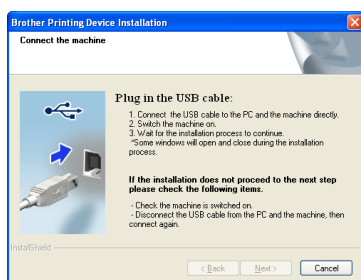 Brother Printing Device Installation
Connect the machine
Plug in the USB cable:
1. Connect the USB cable to the PC and the machine directly.
2. Switch the machine on.
3. Wait for the installation process to continue.
*Some windows will open and close during the installation
process.
If the installation does not proceed to the next step
please check the following items.
- Check the machine is switched on.
- Disconnect the USB cable from the PC and the machine, then
connect again.
InstallShield
< Back
Next >
Cancel